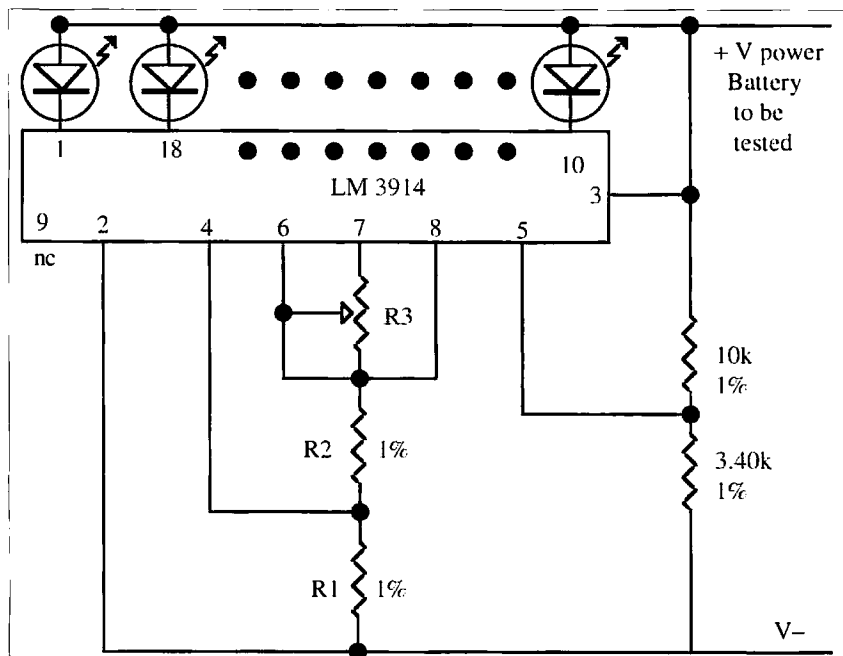 + V power
Battery
to be
tested
1
18
10
LM 3914
3
9
2
4
6
7
8
5
nc
R3
10k
1%
R2
1%
3.40k
1%
R1
1%
V–